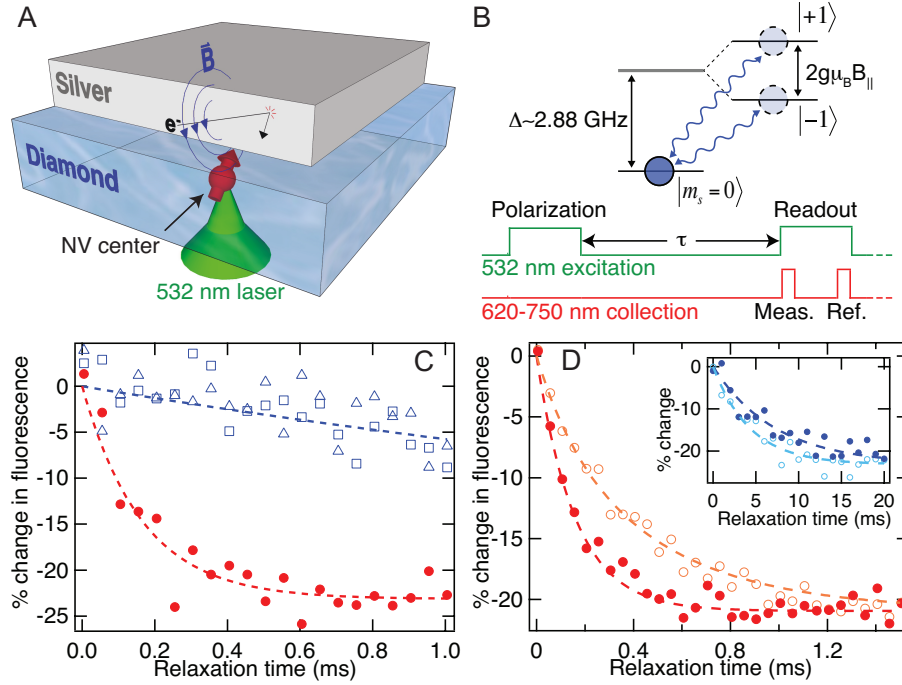 A
B⃗
Silver
e-
Diamond
NV center
532 nm laser
B
|+1⟩
2gμ_BB_||
Δ~2.88 GHz
|−1⟩
|m_s = 0⟩
Polarization
τ
Readout
532 nm excitation
620-750 nm collection
Meas.
Ref.
C
% change in fluorescence
0
-5
-10
-15
-20
-25
0.0 0.2 0.4 0.6 0.8 1.0
Relaxation time (ms)
D
% change in fluorescence
0
-5
-10
-15
-20
0 0.4 0.8 1.2
Relaxation time (ms)
% change
0
-10
-20
0 5 10 15 20
Relaxation time (ms)